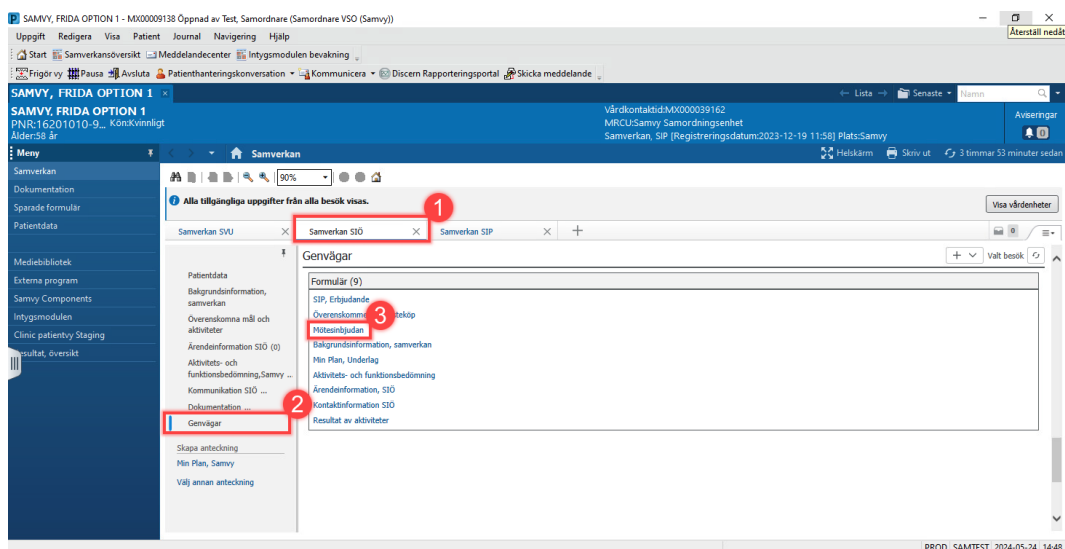 SAMVY, FRIDA OPTION 1 - MX00009138 Öppnad av Test, Samordnare (Samordnare VSO (Samvy))
Återställ nedåt
Uppgift Redigera Visa Patient Journal Navigering Hjälp
Start Samverkansöversikt Meddelandecenter Intygsmodulen bevakning
Frigör vy Pausa Avsluta Patienthanteringskonversation Kommunicera Discern Rapporteringsportal Skicka meddelande
SAMVY, FRIDA OPTION 1 Lista Senaste Namn
SAMVY, FRIDA OPTION 1 Vårdkontaktid:MX000039162
PNR:16201010-9... Kön:Kvinnligt MRCU:Samvy Samordningsenhet Aviseringar
Ålder:58 år Samverkan, SIP [Registreringsdatum:2023-12-19 11:58] Plats:Samvy 0
Meny Samverkan Helskärm Skriv ut 3 timmar 53 minuter sedan
Samverkan
Dokumentation
Sparade formulär
Patientdata
Mediebibliotek
Externa program
Samvy Components
Intygsmodulen
Clinic patientvy Staging
esultat, översikt
90%
Alla tillgängliga uppgifter från alla besök visas. Visa vårdenheter
1
Samverkan SVU Samverkan SIÖ Samverkan SIP 0
Patientdata
Bakgrundsinformation,
samverkan
Överenskomna mål och
aktiviteter
Ärendeinformation SIÖ (0)
Aktivitets- och
funktionsbedömning,Samvy ...
Kommunikation SIÖ ...
Dokumentation ...
2
Genvägar
Skapa anteckning
Min Plan, Samvy
Välj annan anteckning
Genvägar Valt besök
Formulär (9)
SIP, Erbjudande
3
Mötesinbjudan
Bakgrundsinformation, samverkan
Min Plan, Underlag
Aktivitets- och funktionsbedömning
Ärendeinformation, SIÖ
Kontaktinformation SIÖ
Resultat av aktiviteter
PROD SAMTEST 2024-05-24 14:48